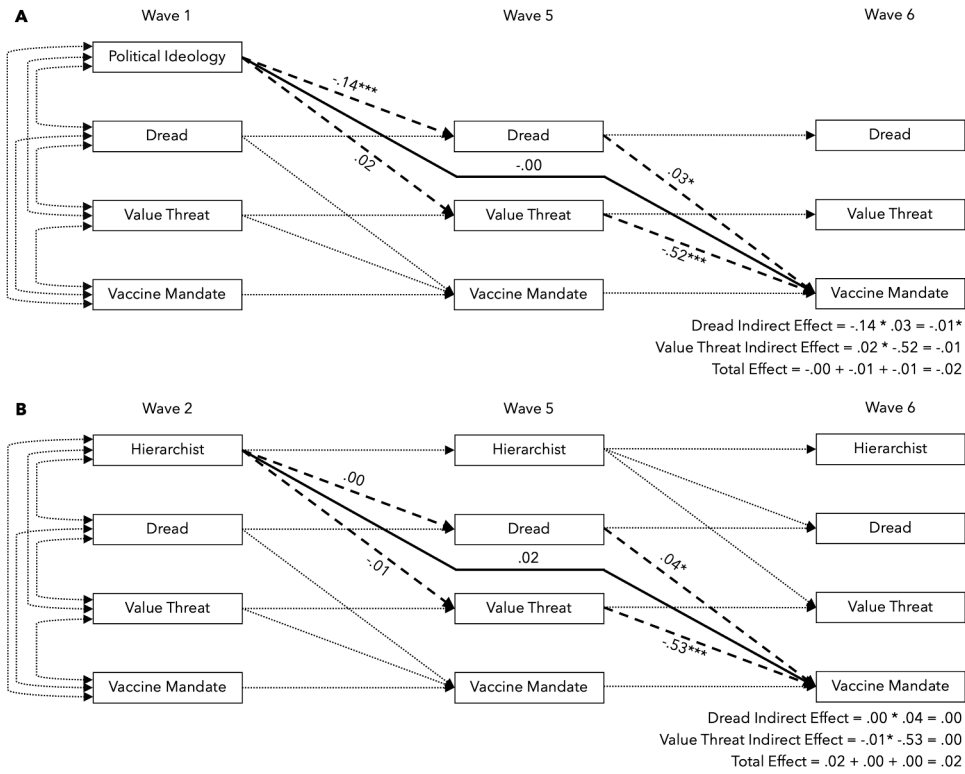 A
Wave 1
Wave 5
Wave 6
Political Ideology
-.14***
Dread
Dread
Dread
.02
-.00
.03*
Value Threat
Value Threat
Value Threat
-.52***
Vaccine Mandate
Vaccine Mandate
Vaccine Mandate
Dread Indirect Effect = -.14 * .03 = -.01*
Value Threat Indirect Effect = .02 * -.52 = -.01
Total Effect = -.00 + -.01 + -.01 = -.02
B
Wave 2
Wave 5
Wave 6
Hierarchist
Hierarchist
Hierarchist
.00
Dread
Dread
Dread
-.01
.02
.04*
Value Threat
Value Threat
Value Threat
-.53***
Vaccine Mandate
Vaccine Mandate
Vaccine Mandate
Dread Indirect Effect = .00 * .04 = .00
Value Threat Indirect Effect = -.01* -.53 = .00
Total Effect = .02 + .00 + .00 = .02